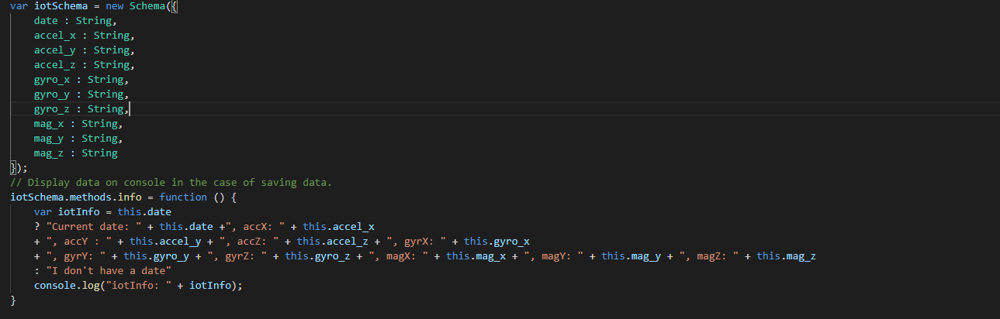 var iotSchema = new Schema({
    date : String,
    accel_x : String,
    accel_y : String,
    accel_z : String,
    gyro_x : String,
    gyro_y : String,
    gyro_z : String,
    mag_x : String,
    mag_y : String,
    mag_z : String
});
// Display data on console in the case of saving data.
iotSchema.methods.info = function () {
    var iotInfo = this.date
    ? "Current date: " + this.date +", accX: " + this.accel_x
    + ", accY : " + this.accel_y + ", accZ: " + this.accel_z + ", gyrX: " + this.gyro_x
    + ", gyrY: " + this.gyro_y + ", gyrZ: " + this.gyro_z + ", magX: " + this.mag_x + ", magY: " + this.mag_y + ", magZ: " + this.mag_z
    : "I don't have a date"
    console.log("iotInfo: " + iotInfo);
}